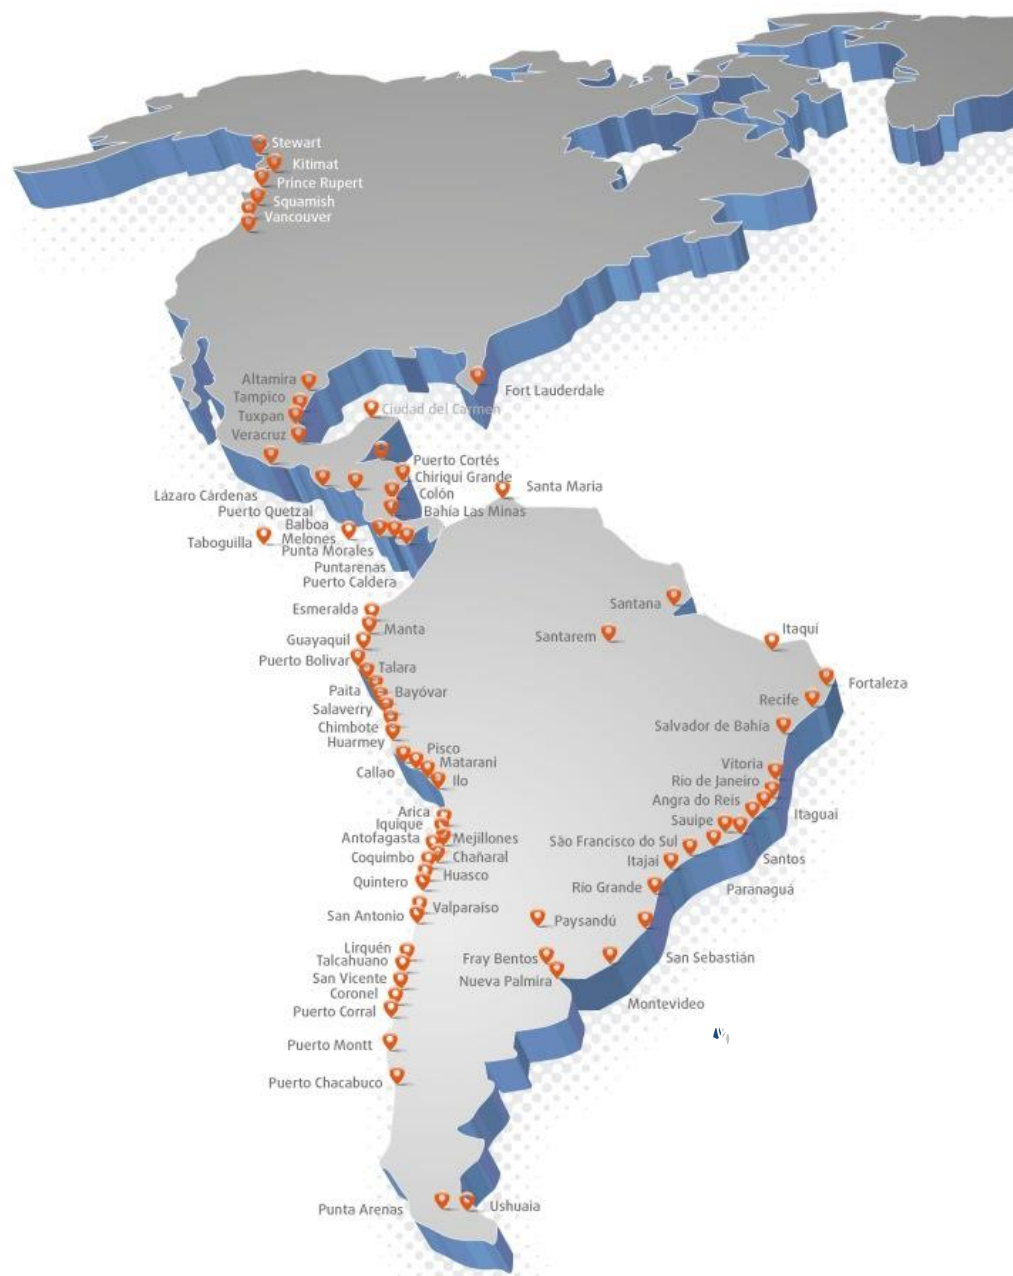 Stewart
Kitimat
Prince Rupert
Squamish
Vancouver
Altamira
Fort Lauderdale
Tampico
Ciudad del Carmen
Tuxpan
Veracruz
Puerto Cortés
Chiriqui Grande
Santa Maria
Lázaro Cárdenas
Colón
Puerto Quetzal
Bahía Las Minas
Balboa
Taboguilla
Melones
Punta Morales
Puntarenas
Puerto Caldera
Esmeralda
Santana
Manta
Itaquí
Guayaquil
Santarem
Puerto Bolivar
Talara
Fortaleza
Paita
Bayóvar
Recife
Salaverry
Chimbote
Salvador de Bahía
Huarmey
Pisco
Matarani
Vitoria
Callao
Ilo
Rio de Janeiro
Angra do Reis
Arica
Itaguai
Iquique
Sauipe
Antofagasta
Mejillones
São Francisco do Sul
Coquimbo
Chañaral
Itajai
Santos
Huasco
Quintero
Río Grande
Paranaguá
Valparaíso
San Antonio
Paysandú
Lirquén
Fray Bentos
San Sebastián
Talcahuano
San Vicente
Nueva Palmira
Coronel
Montevideo
Puerto Corral
Puerto Montt
Puerto Chacabuco
Punta Arenas
Ushuaia